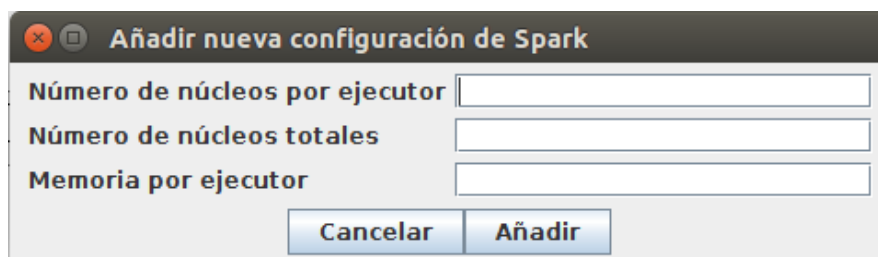 Añadir nueva configuración de Spark
Número de núcleos por ejecutor
Número de núcleos totales
Memoria por ejecutor
Cancelar Añadir